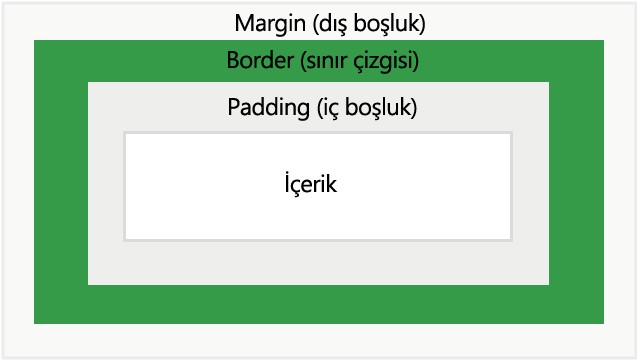 Margin (dış boşluk)
Border (sınır çizgisi)
Padding (iç boşluk)
İçerik